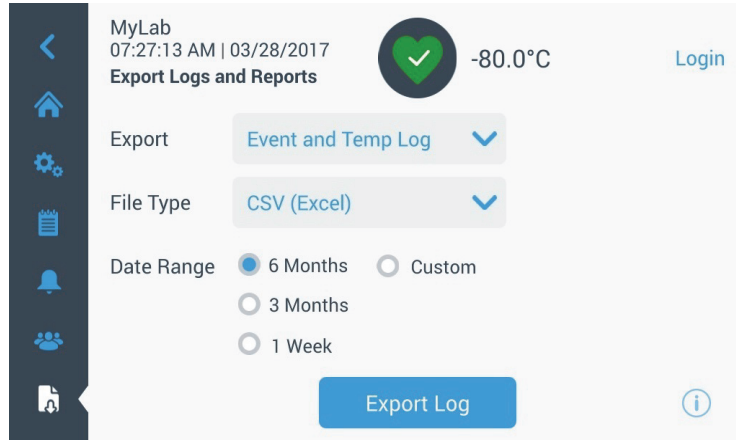 MyLab
07:27:13 AM | 03/28/2017
Export Logs and Reports
-80.0°C
Login
Export
Event and Temp Log
File Type
CSV (Excel)
Date Range
6 Months
Custom
3 Months
1 Week
Export Log
i